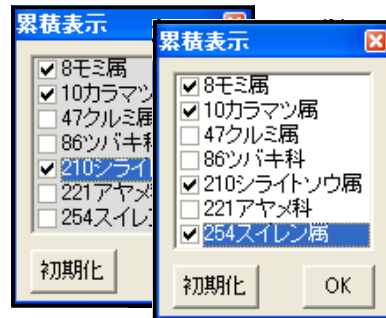 累積表示
8モミ属
10カラマツ
47クルミ属
86ツバキ科
210シライト
221アヤメ
254スイレン
初期化
累積表示
8モミ属
10カラマツ属
47クルミ属
86ツバキ科
210シライトソウ属
221アヤメ科
254スイレン属
初期化
OK